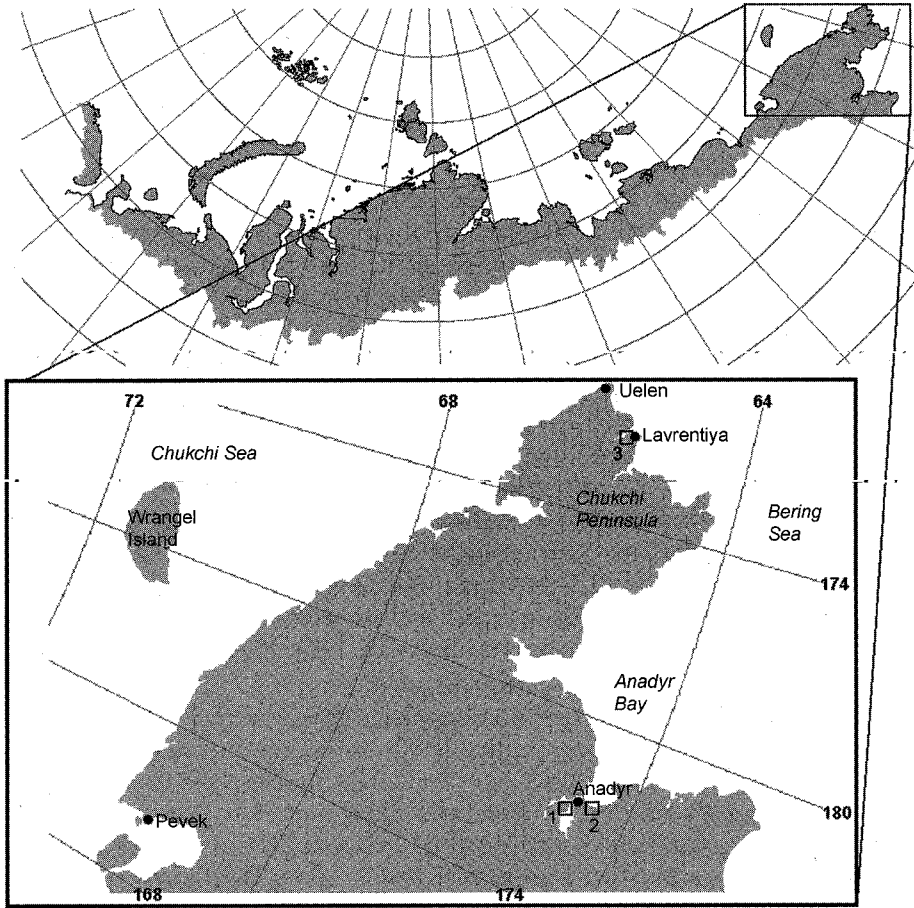 Uelen
72
68
64
Lavrentiya
3
Chukchi Sea
Wrangel
Island
Chukchi
Peninsula
Bering
Sea
174
Anadyr
Bay
Anadyr
1
2
180
Pevek
168
174